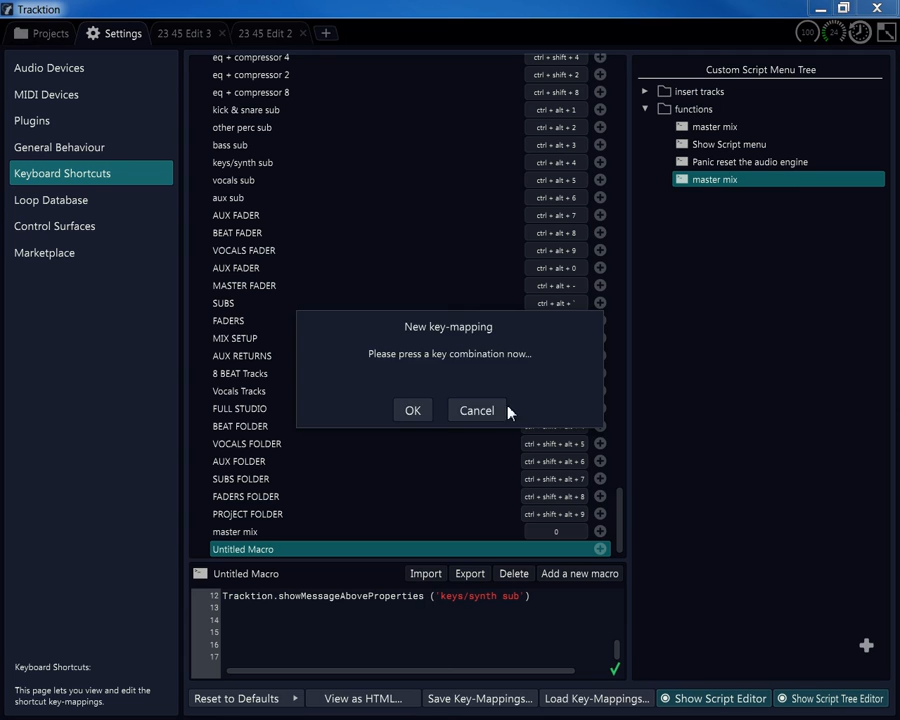 Tracktion
Projects
Settings
23 45 Edit 3
23 45 Edit 2
100
24
Audio Devices
MIDI Devices
Plugins
General Behaviour
Keyboard Shortcuts
Loop Database
Control Surfaces
Marketplace
eq + compressor 4 ctrl + shift + 4
eq + compressor 2 ctrl + shift + 2
eq + compressor 8 ctrl + shift + 8
kick & snare sub ctrl + alt + 1
other perc sub ctrl + alt + 2
bass sub ctrl + alt + 3
keys/synth sub ctrl + alt + 4
vocals sub ctrl + alt + 5
aux sub ctrl + alt + 6
AUX FADER ctrl + alt + 7
BEAT FADER ctrl + alt + 8
VOCALS FADER ctrl + alt + 9
AUX FADER ctrl + alt + 0
MASTER FADER ctrl + alt + -
SUBS ctrl + alt + `
FADERS
MIX SETUP
AUX RETURNS
8 BEAT Tracks
Vocals Tracks
FULL STUDIO
BEAT FOLDER
VOCALS FOLDER ctrl + shift + alt + 5
AUX FOLDER ctrl + shift + alt + 6
SUBS FOLDER ctrl + shift + alt + 7
FADERS FOLDER ctrl + shift + alt + 8
PROJECT FOLDER ctrl + shift + alt + 9
master mix 0
Untitled Macro
New key-mapping
Please press a key combination now...
OK
Cancel
Untitled Macro
Import
Export
Delete
Add a new macro
12 Tracktion.showMessageAboveProperties ('keys/synth sub')
13
14
15
16
17
Custom Script Menu Tree
insert tracks
functions
master mix
Show Script menu
Panic reset the audio engine
master mix
Keyboard Shortcuts:
This page lets you view and edit the
shortcut key-mappings.
Reset to Defaults
View as HTML...
Save Key-Mappings...
Load Key-Mappings...
Show Script Editor
Show Script Tree Editor